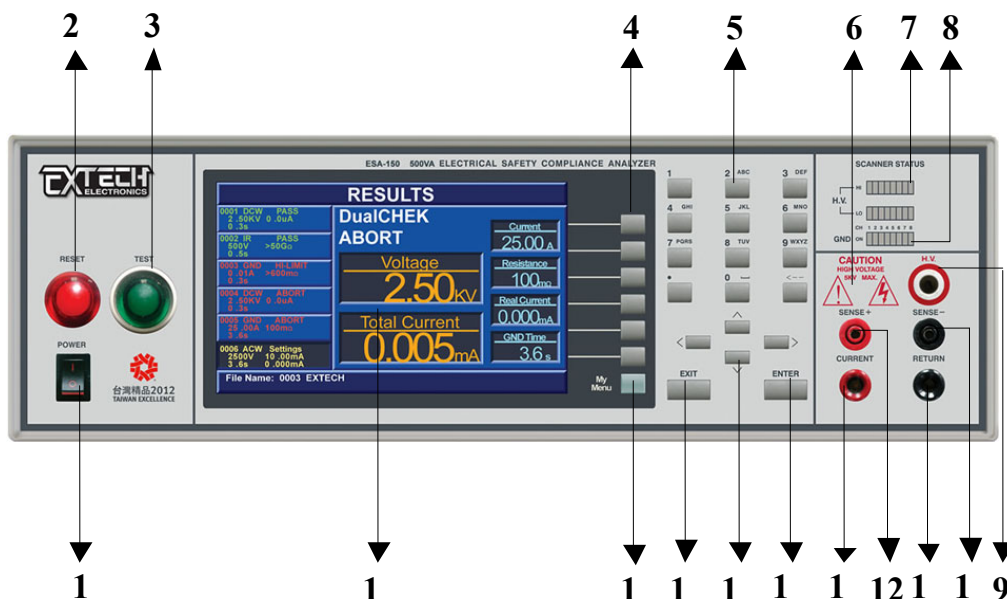 2 3 4 5 6 7 8
EXTECH
ELECTRONICS
ESA-150 500VA ELECTRICAL SAFETY COMPLIANCE ANALYZER
RESET TEST
POWER
台灣精品2012
TAIWAN EXCELLENCE
RESULTS
0001 DCW PASS
2.50KV 0.0uA
0.3s
0002 IR PASS
500V >50GΩ
0.5s
0003 GND HI-LIMIT
0.01A >600mΩ
0.3s
0004 DCW ABORT
2.50KV 0.0uA
0.3s
0005 GND ABORT
25.00A 100mΩ
3.6s
0006 ACW Settings
2500V 10.00mA
3.6s 0.000mA
DualCHEK
ABORT
Voltage
2.50KV
Total Current
0.005mA
Current
25.00 A
Resistance
100mΩ
Real Current
0.000mA
GND Time
3.6 s
File Name: 0003 EXTECH
My
Menu
1 2 ABC 3 DEF
4 GHI 5 JKL 6 MNO
7 PQRS 8 TUV 9 WXYZ
• 0 ⎵ <--
< > ^ v
EXIT ENTER
SCANNER STATUS
HI
H.V.
LO
CH 1 2 3 4 5 6 7 8
GND ON
CAUTION
HIGH VOLTAGE
5KV MAX.
H.V.
SENSE+ SENSE-
CURRENT RETURN
1 1 1 1 1 1 1 12 1 1 9